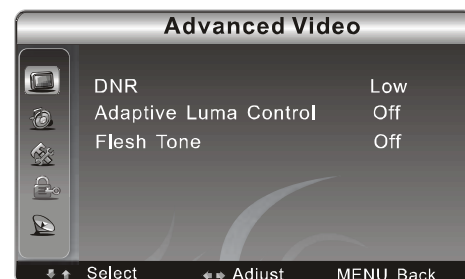 Advanced Video
DNR Low
Adaptive Luma Control Off
Flesh Tone Off
Select Adjust MENU Back